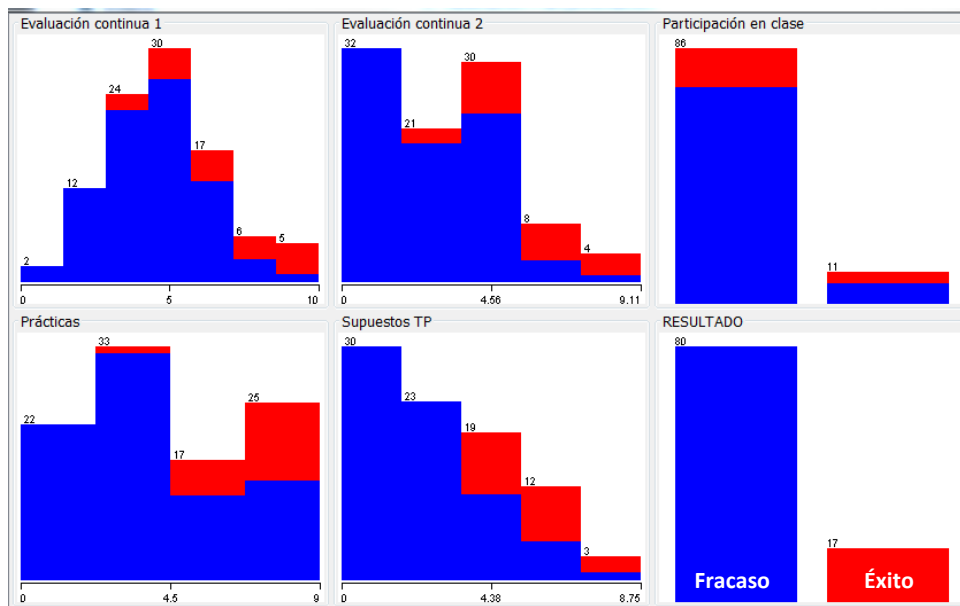 Evaluación continua 1
30
24
17
12
6
5
2
0 5 10
Evaluación continua 2
32
30
21
8
4
0 4.56 9.11
Participación en clase
86
11
Prácticas
33
25
22
17
0 4.5 9
Supuestos TP
30
23
19
12
3
0 4.38 8.75
RESULTADO
80
17
Fracaso Éxito